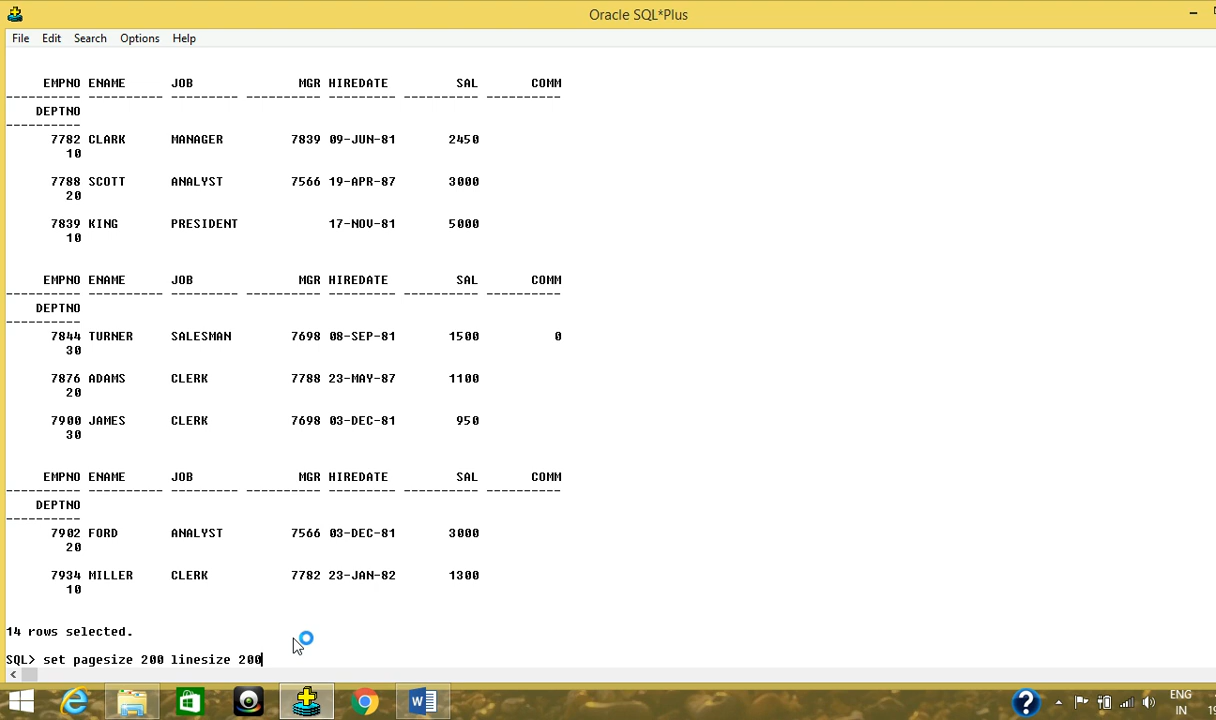 Oracle SQL*Plus
File Edit Search Options Help
EMPNO ENAME JOB MGR HIREDATE SAL COMM
---------- ---------- --------- ---------- --------- ---------- ----------
DEPTNO
----------
7782 CLARK MANAGER 7839 09-JUN-81 2450
10
7788 SCOTT ANALYST 7566 19-APR-87 3000
20
7839 KING PRESIDENT 17-NOV-81 5000
10
EMPNO ENAME JOB MGR HIREDATE SAL COMM
---------- ---------- --------- ---------- --------- ---------- ----------
DEPTNO
----------
7844 TURNER SALESMAN 7698 08-SEP-81 1500 0
30
7876 ADAMS CLERK 7788 23-MAY-87 1100
20
7900 JAMES CLERK 7698 03-DEC-81 950
30
EMPNO ENAME JOB MGR HIREDATE SAL COMM
---------- ---------- --------- ---------- --------- ---------- ----------
DEPTNO
----------
7902 FORD ANALYST 7566 03-DEC-81 3000
20
7934 MILLER CLERK 7782 23-JAN-82 1300
10
14 rows selected.
SQL> set pagesize 200 linesize 200
ENG
IN